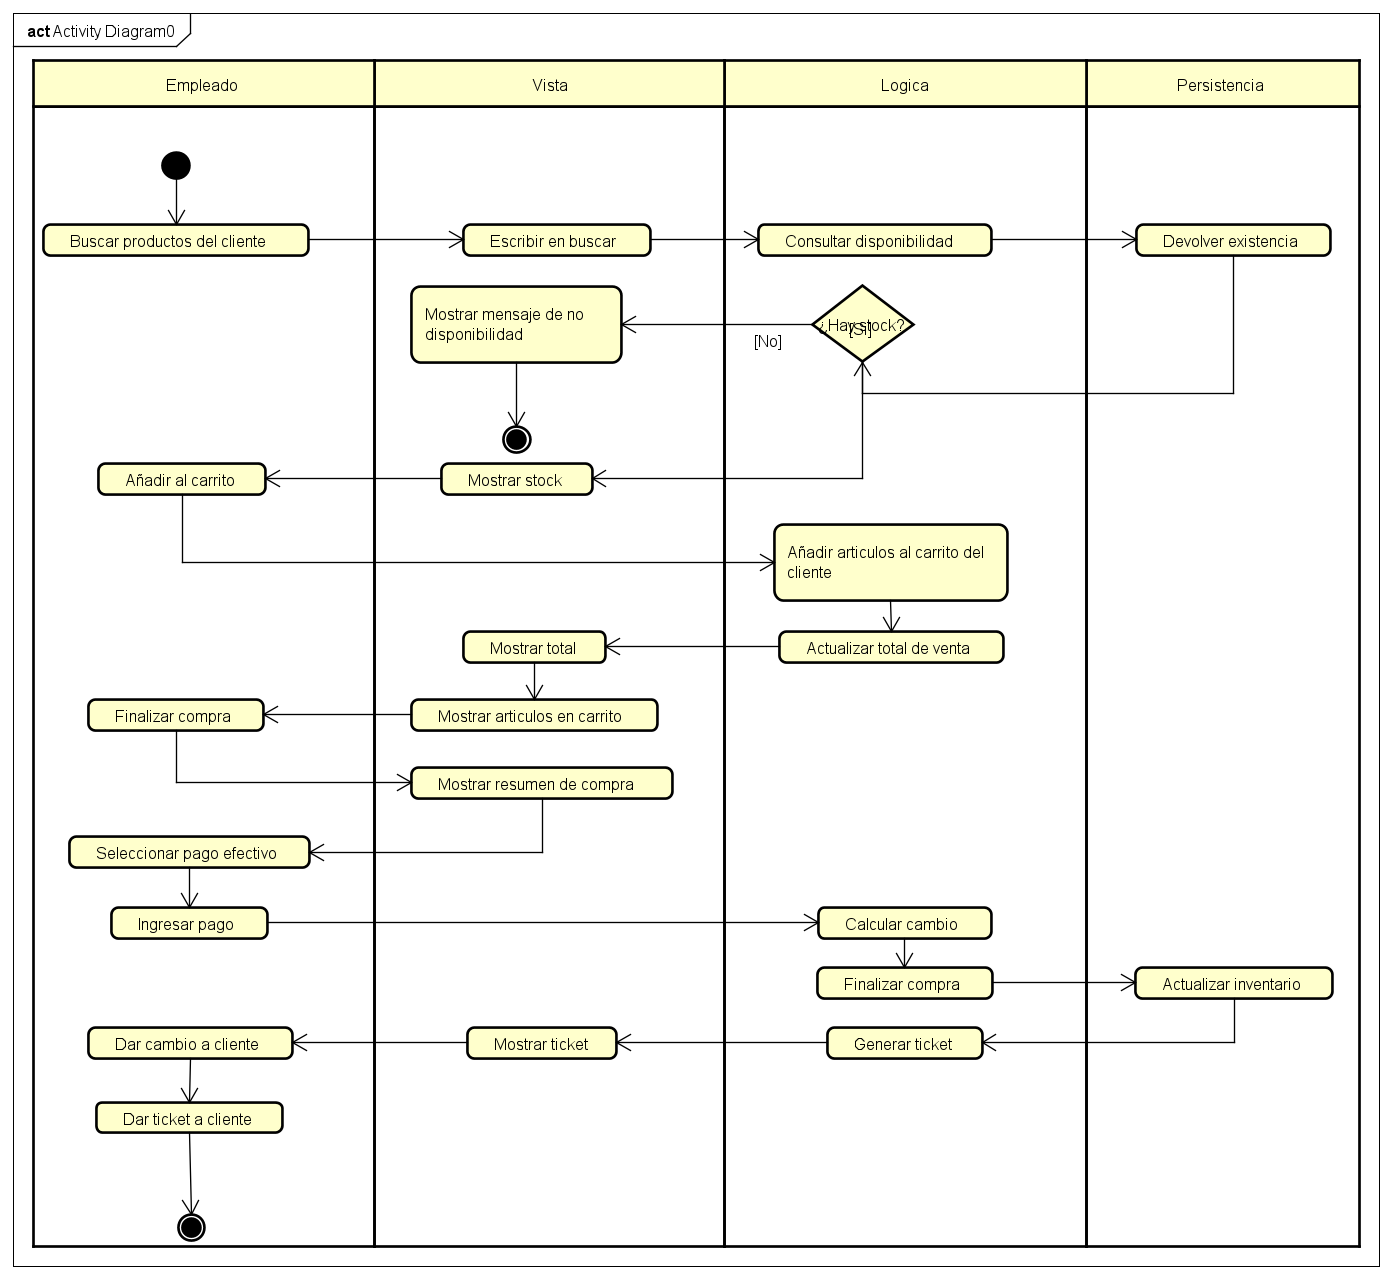 act Activity Diagram0
Empleado
Vista
Logica
Persistencia
Buscar productos del cliente
Escribir en buscar
Consultar disponibilidad
Devolver existencia
Mostrar mensaje de no
disponibilidad
[No]
¿Hay stock?
[Si]
Añadir al carrito
Mostrar stock
Añadir articulos al carrito del
cliente
Mostrar total
Actualizar total de venta
Finalizar compra
Mostrar articulos en carrito
Mostrar resumen de compra
Seleccionar pago efectivo
Ingresar pago
Calcular cambio
Finalizar compra
Actualizar inventario
Dar cambio a cliente
Mostrar ticket
Generar ticket
Dar ticket a cliente